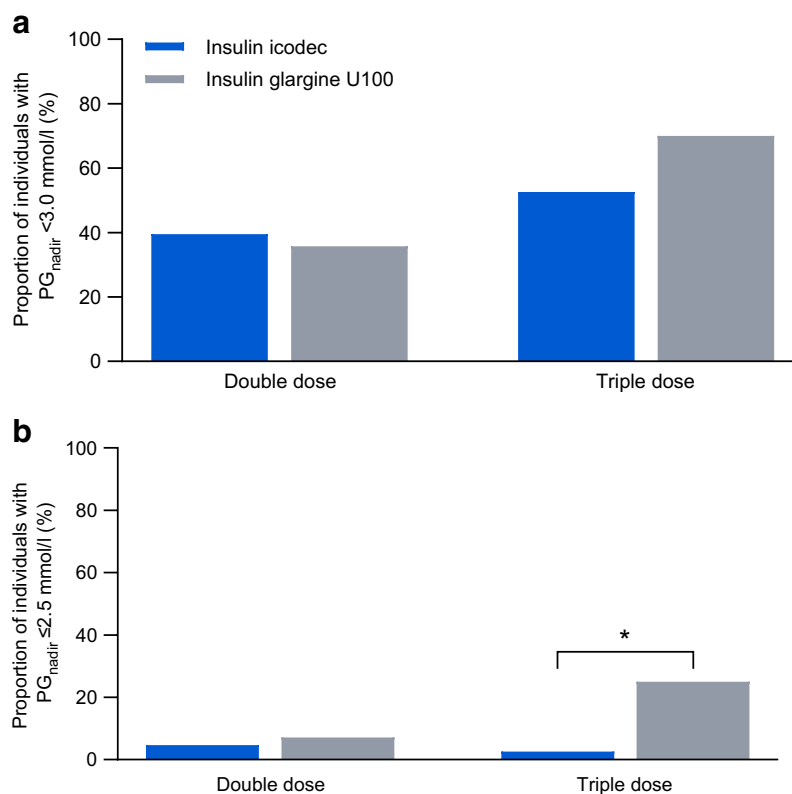 a
Insulin icodec
Insulin glargine U100
Proportion of individuals with
PGnadir <3.0 mmol/l (%)
100
80
60
40
20
0
Double dose
Triple dose
b
Proportion of individuals with
PGnadir ≤2.5 mmol/l (%)
100
80
60
40
20
0
*
Double dose
Triple dose